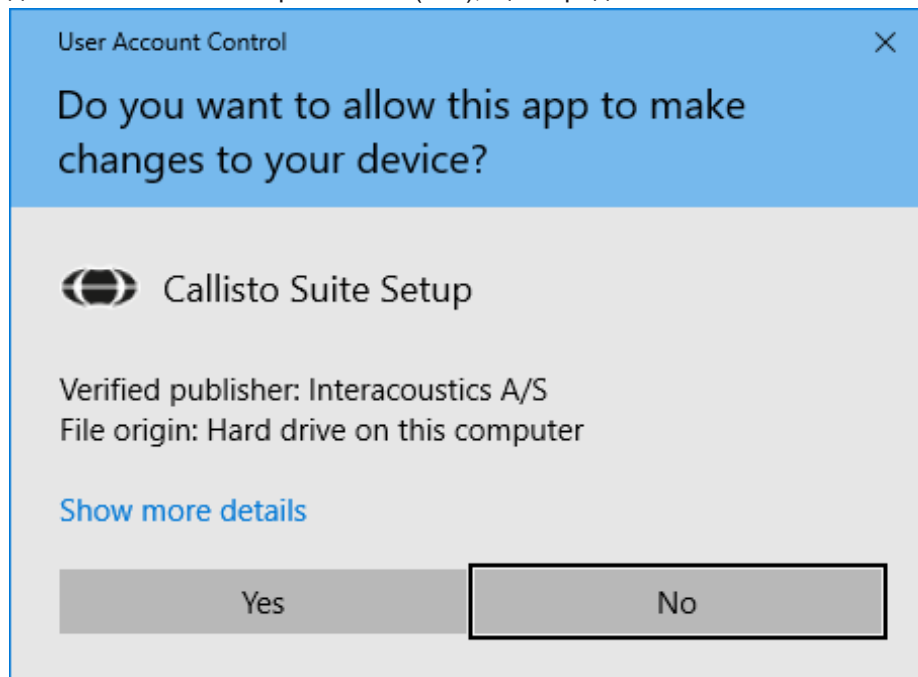 User Account Control
Do you want to allow this app to make
changes to your device?
Callisto Suite Setup
Verified publisher: Interacoustics A/S
File origin: Hard drive on this computer
Show more details
Yes
No